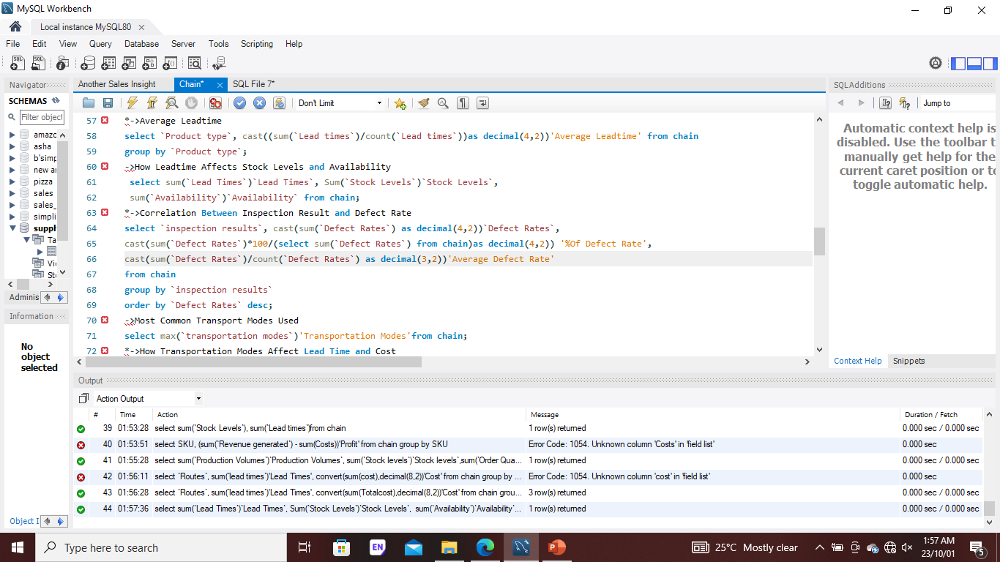 MySQL Workbench
Local instance MySQL80
File Edit View Query Database Server Tools Scripting Help
Navigator
SCHEMAS
Filter object
amazo
asha
b'simp
new ar
pizza
sales
sales_
simpli
suppl
Ta
Vie
Sto
Adminis
Information
No
object
selected
Object I
Another Sales Insight Chain* SQL File 7*
Don't Limit
57 *->Average Leadtime
58 select `Product type`, cast((sum(`Lead times`)/count(`Lead times`))as decimal(4,2))'Average Leadtime' from chain
59 group by `Product type`;
60 ->How Leadtime Affects Stock Levels and Availability
61 select sum(`Lead Times`)`Lead Times`, Sum(`Stock Levels`)`Stock Levels`,
62 sum(`Availability`)`Availability` from chain;
63 *->Correlation Between Inspection Result and Defect Rate
64 select `inspection results`, cast(sum(`Defect Rates`) as decimal(4,2))`Defect Rates`,
65 cast(sum(`Defect Rates`)*100/(select sum(`Defect Rates`) from chain)as decimal(4,2)) '%Of Defect Rate',
66 cast(sum(`Defect Rates`)/count(`Defect Rates`) as decimal(3,2))'Average Defect Rate'
67 from chain
68 group by `inspection results`
69 order by `Defect Rates` desc;
70 ->Most Common Transport Modes Used
71 select max(`transportation modes`)'Transportation Modes'from chain;
72 *->How Transportation Modes Affect Lead Time and Cost
SQLAdditions
Jump to
Automatic context help is
disabled. Use the toolbar t
manually get help for the
current caret position or to
toggle automatic help.
Context Help Snippets
Output
Action Output
# Time Action Message Duration / Fetch
39 01:53:28 select sum(`Stock Levels`), sum(`Lead times`)from chain 1 row(s) returned 0.000 sec / 0.000 sec
40 01:53:51 select SKU, (sum(`Revenue generated`) - sum(Costs))'Profit' from chain group by SKU Error Code: 1054. Unknown column 'Costs' in 'field list' 0.000 sec
41 01:55:28 select sum(`Production Volumes`)`Production Volumes`, sum(`Stock levels`)`Stock levels`,sum(`Order Qua... 1 row(s) returned 0.000 sec / 0.000 sec
42 01:56:11 select `Routes`, sum(`lead times`)'Lead Times', convert(sum(cost),decimal(8,2))'Cost' from chain group by ... Error Code: 1054. Unknown column 'cost' in 'field list' 0.000 sec
43 01:56:28 select `Routes`, sum(`lead times`)'Lead Times', convert(sum(Totalcost),decimal(8,2))'Cost' from chain grou... 3 row(s) returned 0.000 sec / 0.000 sec
44 01:57:36 select sum(`Lead Times`)`Lead Times`, Sum(`Stock Levels`)`Stock Levels`, sum(`Availability`)`Availability`... 1 row(s) returned 0.000 sec / 0.000 sec
Type here to search
EN
25°C Mostly clear
1:57 AM
23/10/01
5